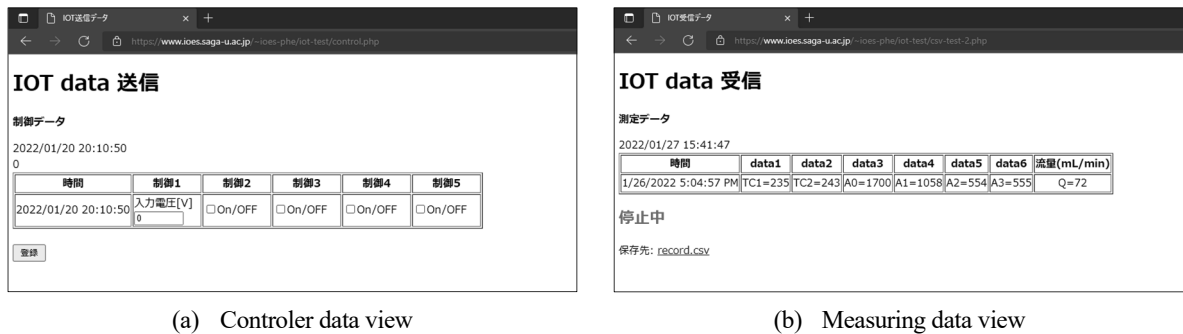 IOT送信データ
https://www.ioes.saga-u.ac.jp/~ioes-phe/iot-test/control.php
IOT data 送信
制御データ
2022/01/20 20:10:50
0
時間 制御1 制御2 制御3 制御4 制御5
2022/01/20 20:10:50 入力電圧[V] 0 On/OFF On/OFF On/OFF On/OFF
登録
(a) Controler data view
IOT受信データ
https://www.ioes.saga-u.ac.jp/~ioes-phe/iot-test/csv-test-2.php
IOT data 受信
測定データ
2022/01/27 15:41:47
時間 data1 data2 data3 data4 data5 data6 流量(mL/min)
1/26/2022 5:04:57 PM TC1=235 TC2=243 A0=1700 A1=1058 A2=554 A3=555 Q=72
停止中
保存先: record.csv
(b) Measuring data view